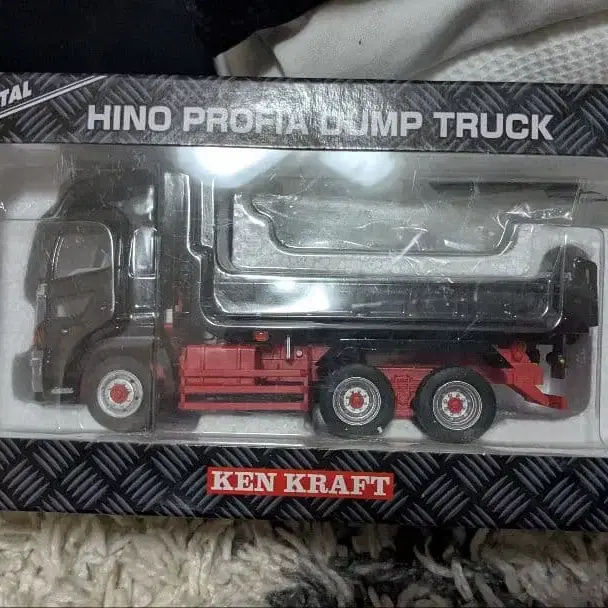 TAL
HINO PROFIA DUMP TRUCK
KEN KRAFT